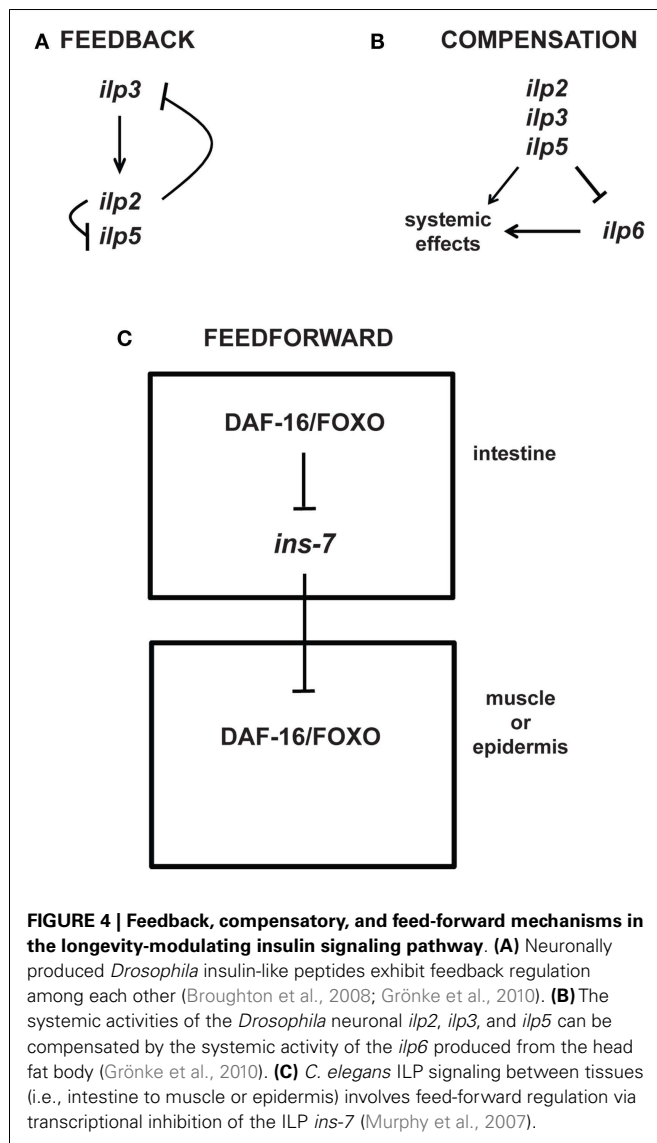 A FEEDBACK
ilp3
ilp2
ilp5
B COMPENSATION
ilp2
ilp3
ilp5
systemic
effects
ilp6
C FEEDFORWARD
DAF-16/FOXO
intestine
ins-7
muscle
or
epidermis
DAF-16/FOXO
FIGURE 4 | Feedback, compensatory, and feed-forward mechanisms in
the longevity-modulating insulin signaling pathway. (A) Neuronally
produced Drosophila insulin-like peptides exhibit feedback regulation
among each other (Broughton et al., 2008; Grönke et al., 2010). (B) The
systemic activities of the Drosophila neuronal ilp2, ilp3, and ilp5 can be
compensated by the systemic activity of the ilp6 produced from the head
fat body (Grönke et al., 2010). (C) C. elegans ILP signaling between tissues
(i.e., intestine to muscle or epidermis) involves feed-forward regulation via
transcriptional inhibition of the ILP ins-7 (Murphy et al., 2007).